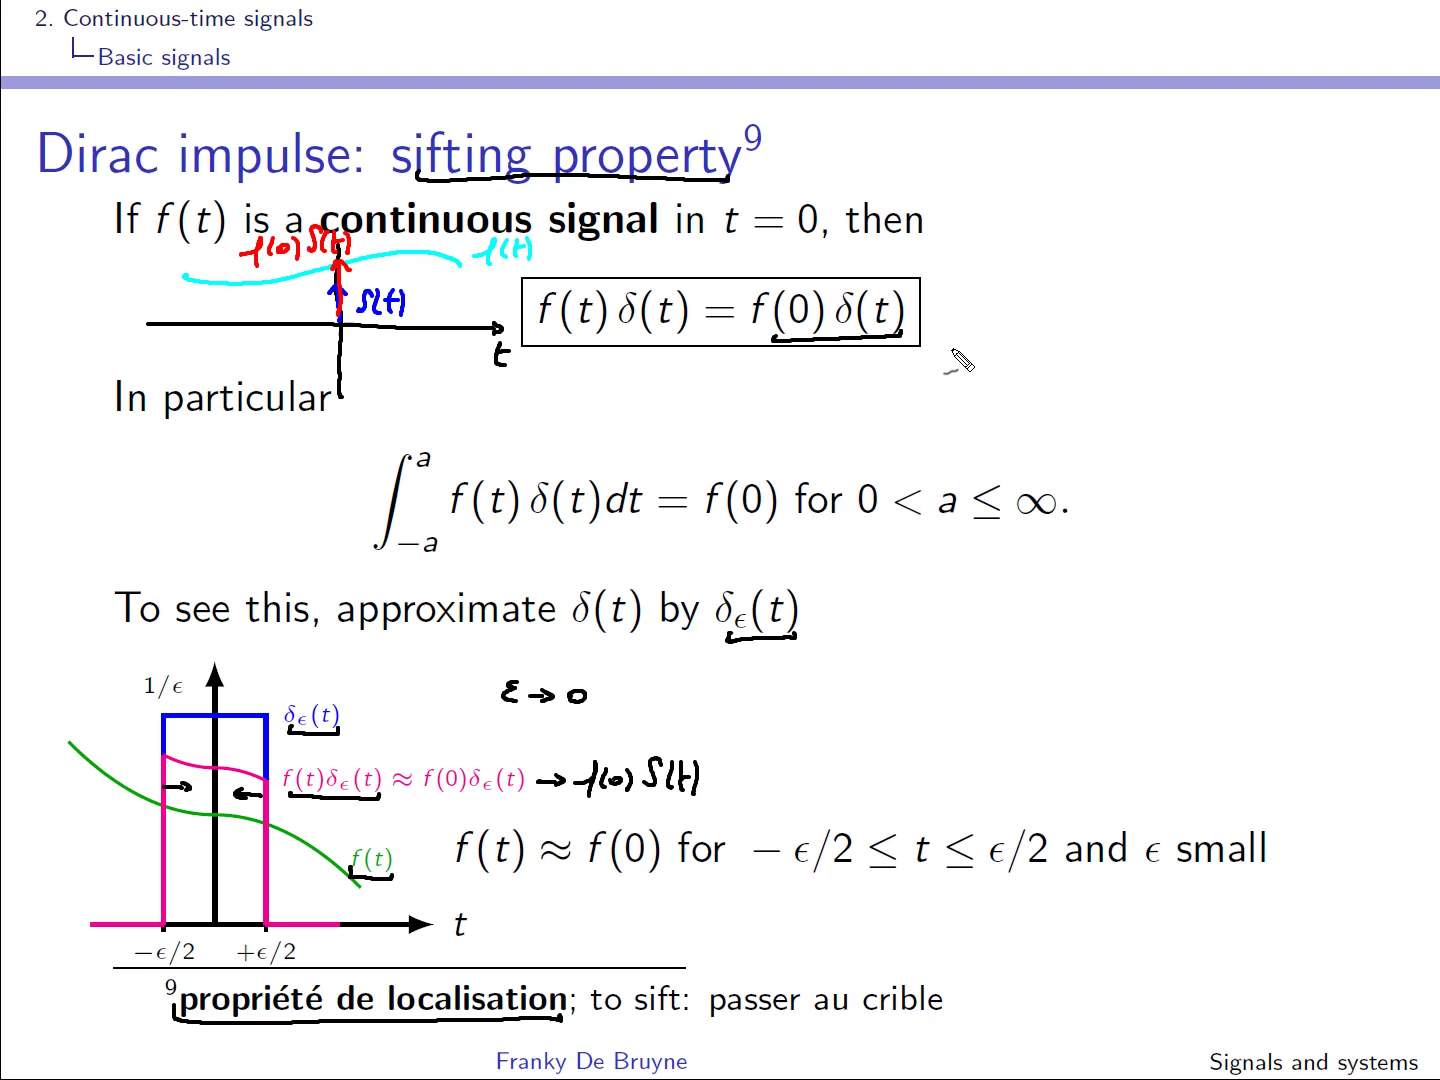 2. Continuous-time signals
Basic signals
Dirac impulse: sifting property⁹
If f(t) is a continuous signal in t = 0, then
f(0) δ(t)
f(t)
δ(t)
f(t) δ(t) = f(0) δ(t)
t
In particular
∫_{-a}^{a} f(t) δ(t)dt = f(0) for 0 < a ≤ ∞.
To see this, approximate δ(t) by δ_ϵ(t)
1/ϵ
ε → 0
δ_ϵ(t)
f(t)δ_ϵ(t) ≈ f(0)δ_ϵ(t) → f(0) δ(t)
f(t) ≈ f(0) for − ϵ/2 ≤ t ≤ ϵ/2 and ϵ small
f(t)
t
−ϵ/2 +ϵ/2
⁹propriété de localisation; to sift: passer au crible
Franky De Bruyne
Signals and systems